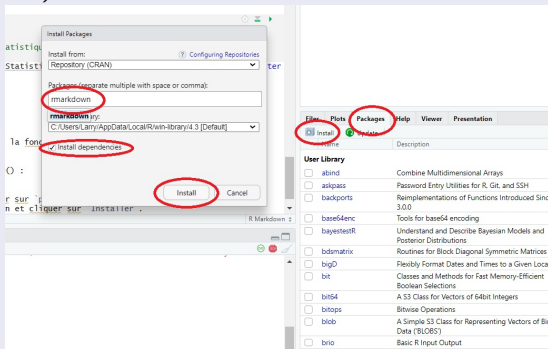 Install Packages
atistiqu
Install from:
Configuring Repositories
Repository (CRAN)
Statisti
ter
Packages (separate multiple with space or comma):
rmarkdown
rmarkdown
ry:
C:/Users/Larry/AppData/Local/R/win-library/4.3 [Default]
Install dependencies
la fonc
() :
Install
Cancel
r sur `p
n et cliquer sur `Installer`.
R Markdown
Files
Plots
Packages
Help
Viewer
Presentation
Install
Update
Name
Description
User Library
abind
Combine Multidimensional Arrays
askpass
Password Entry Utilities for R, Git, and SSH
backports
Reimplementations of Functions Introduced Sinc
3.0.0
base64enc
Tools for base64 encoding
bayestestR
Understand and Describe Bayesian Models and
Posterior Distributions
bdsmatrix
Routines for Block Diagonal Symmetric Matrices
bigD
Flexibly Format Dates and Times to a Given Loca
bit
Classes and Methods for Fast Memory-Efficient
Boolean Selections
bit64
A S3 Class for Vectors of 64bit Integers
bitops
Bitwise Operations
blob
A Simple S3 Class for Representing Vectors of Bi
Data ('BLOBS')
brio
Basic R Input Output